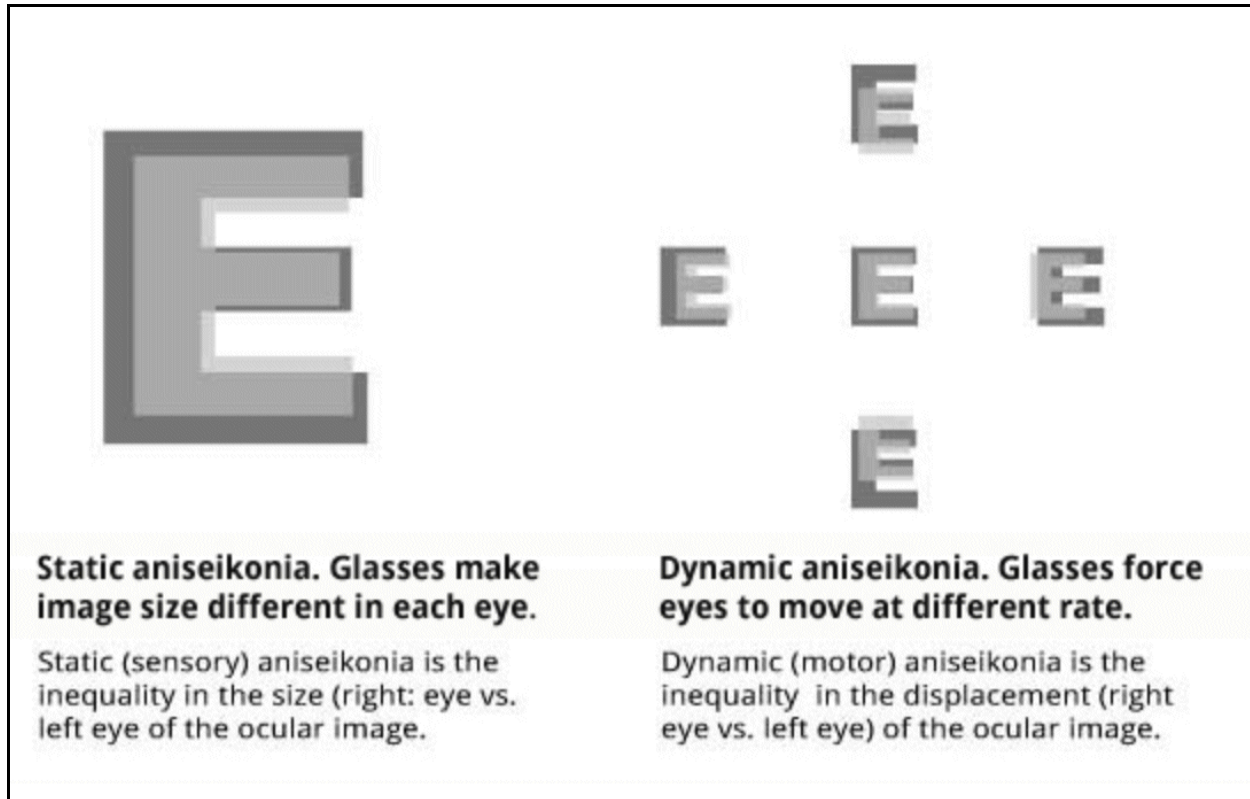 E
E
E
E
E
E
Static aniseikonia. Glasses make
image size different in each eye.
Static (sensory) aniseikonia is the
inequality in the size (right: eye vs.
left eye of the ocular image.
Dynamic aniseikonia. Glasses force
eyes to move at different rate.
Dynamic (motor) aniseikonia is the
inequality in the displacement (right
eye vs. left eye) of the ocular image.